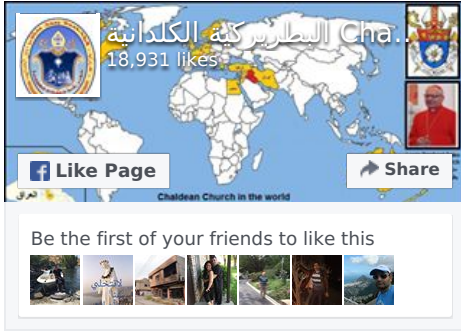 البطريركية الكلدانية Cha...
18,931 likes
Like Page
Share
العراق
Chaldean Church in the world
Be the first of your friends to like this